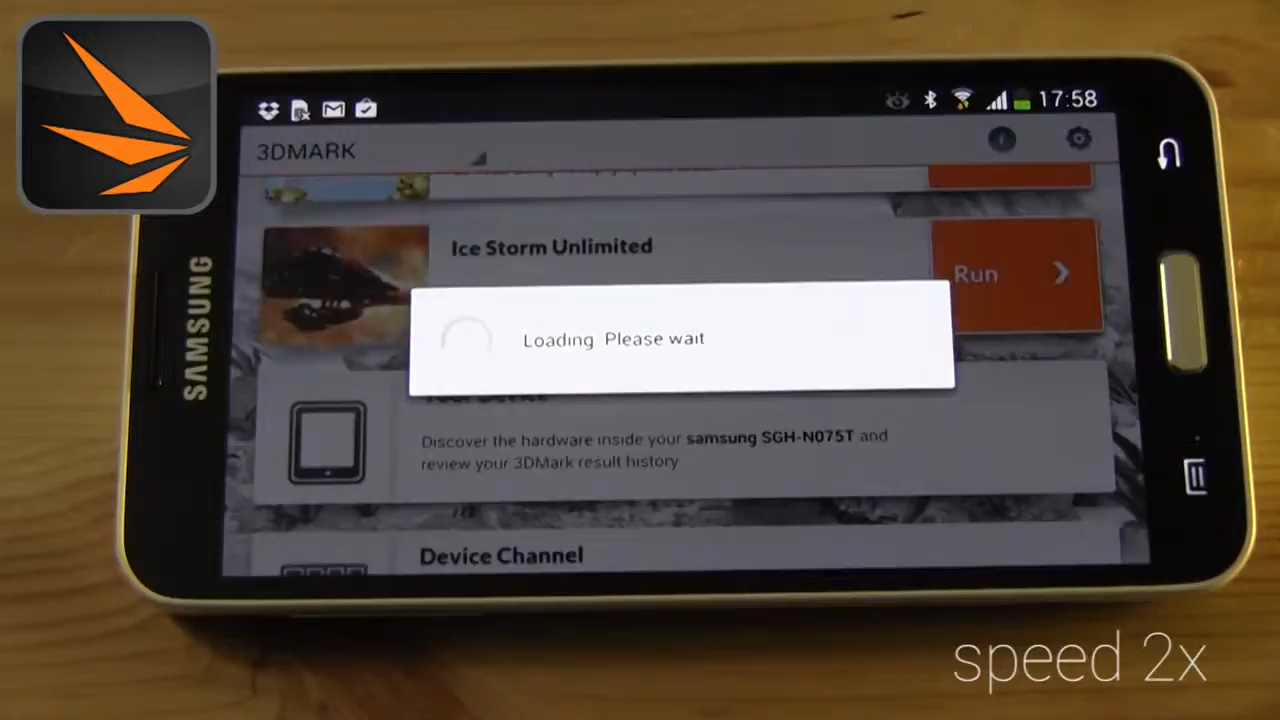 17:58
3DMARK
SAMSUNG
Ice Storm Unlimited
Run
Loading Please wait
Discover the hardware inside your samsung SGH-N075T and
review your 3DMark result history
Device Channel
speed 2x